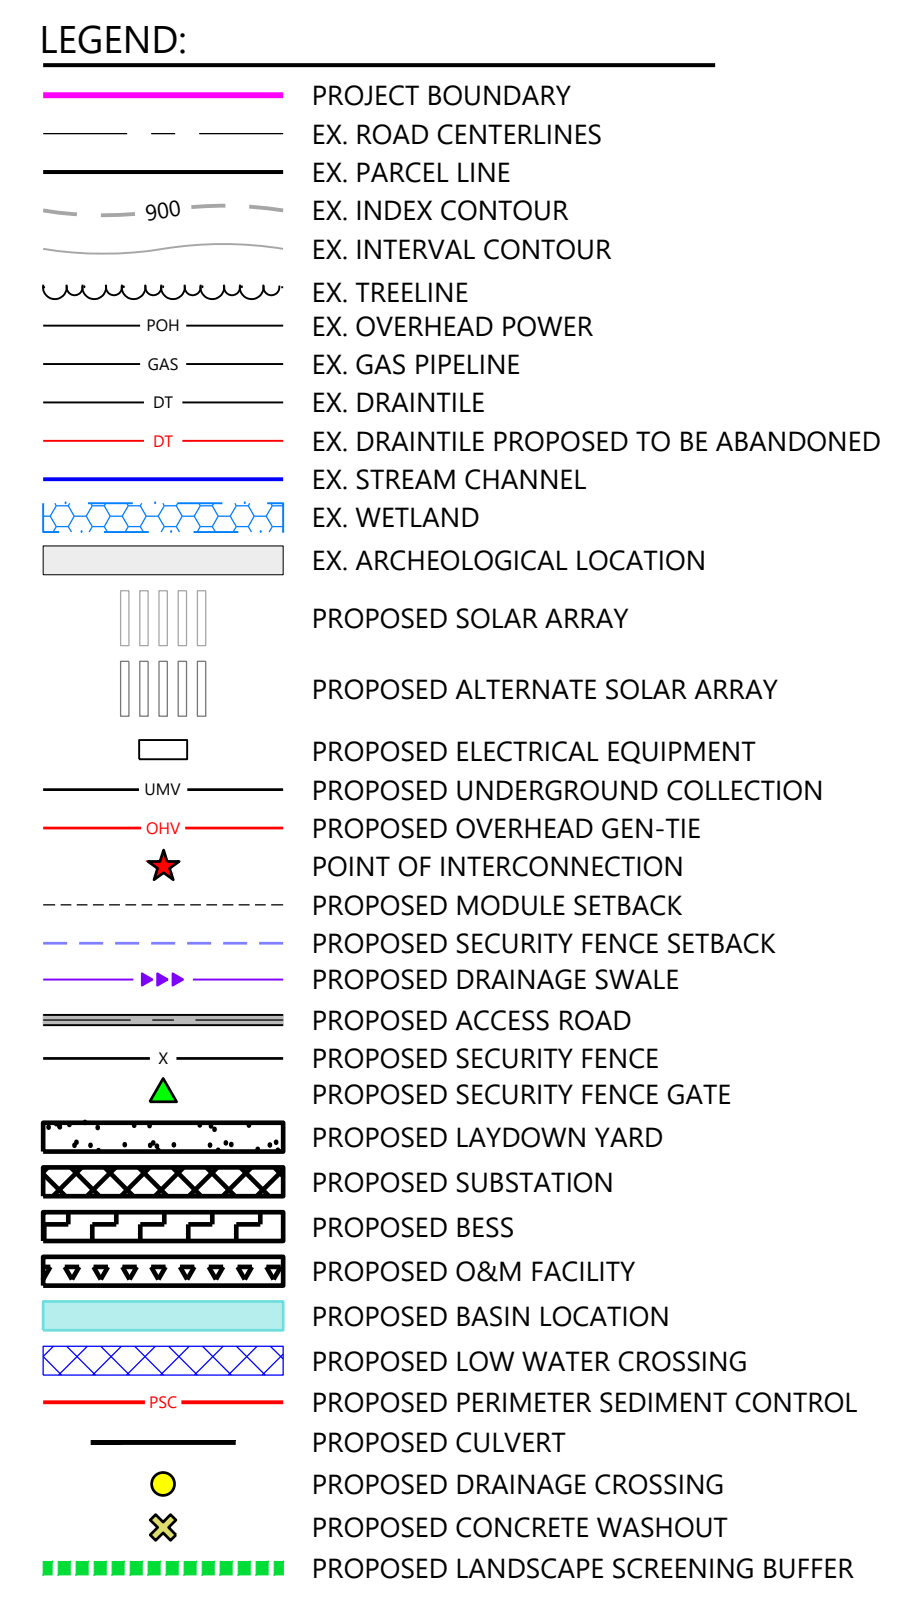 LEGEND:
PROJECT BOUNDARY
EX. ROAD CENTERLINES
EX. PARCEL LINE
900 EX. INDEX CONTOUR
EX. INTERVAL CONTOUR
EX. TREELINE
POH EX. OVERHEAD POWER
GAS EX. GAS PIPELINE
DT EX. DRAINTILE
DT EX. DRAINTILE PROPOSED TO BE ABANDONED
EX. STREAM CHANNEL
EX. WETLAND
EX. ARCHEOLOGICAL LOCATION
PROPOSED SOLAR ARRAY
PROPOSED ALTERNATE SOLAR ARRAY
PROPOSED ELECTRICAL EQUIPMENT
UMV PROPOSED UNDERGROUND COLLECTION
OHV PROPOSED OVERHEAD GEN-TIE
POINT OF INTERCONNECTION
PROPOSED MODULE SETBACK
PROPOSED SECURITY FENCE SETBACK
PROPOSED DRAINAGE SWALE
PROPOSED ACCESS ROAD
X PROPOSED SECURITY FENCE
PROPOSED SECURITY FENCE GATE
PROPOSED LAYDOWN YARD
PROPOSED SUBSTATION
PROPOSED BESS
PROPOSED O&M FACILITY
PROPOSED BASIN LOCATION
PROPOSED LOW WATER CROSSING
PSC PROPOSED PERIMETER SEDIMENT CONTROL
PROPOSED CULVERT
PROPOSED DRAINAGE CROSSING
PROPOSED CONCRETE WASHOUT
PROPOSED LANDSCAPE SCREENING BUFFER